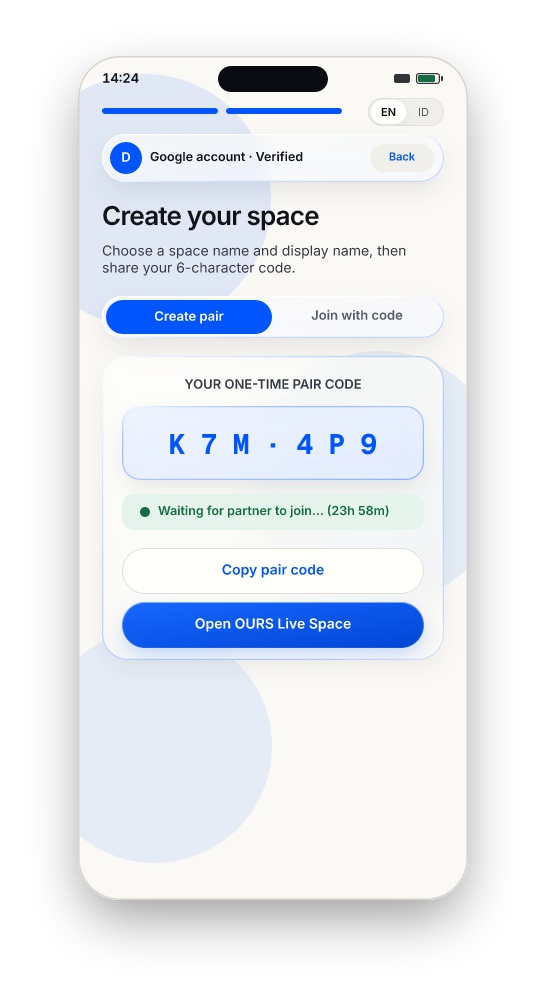 14:24
EN ID
D Google account · Verified Back
Create your space
Choose a space name and display name, then
share your 6-character code.
Create pair Join with code
YOUR ONE-TIME PAIR CODE
K 7 M · 4 P 9
Waiting for partner to join... (23h 58m)
Copy pair code
Open OURS Live Space